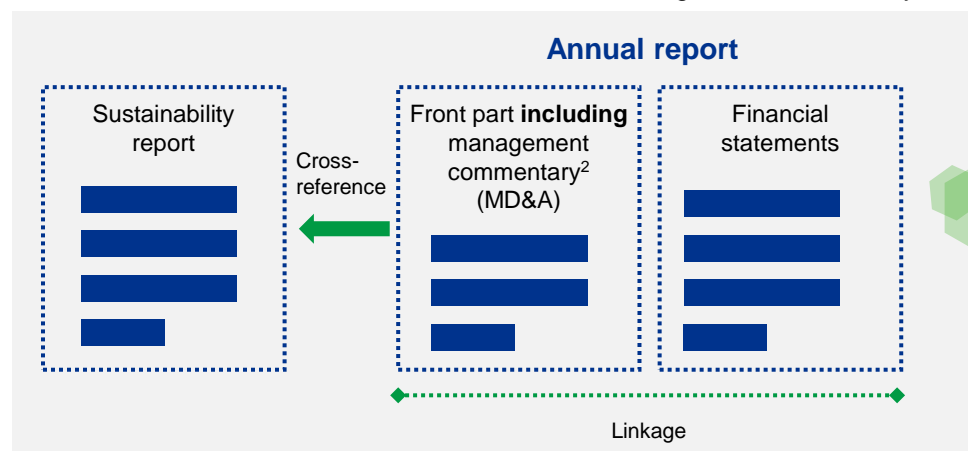 Annual report
Sustainability
report
Cross-
reference
Front part including
management
commentary2
(MD&A)
Financial
statements
Linkage